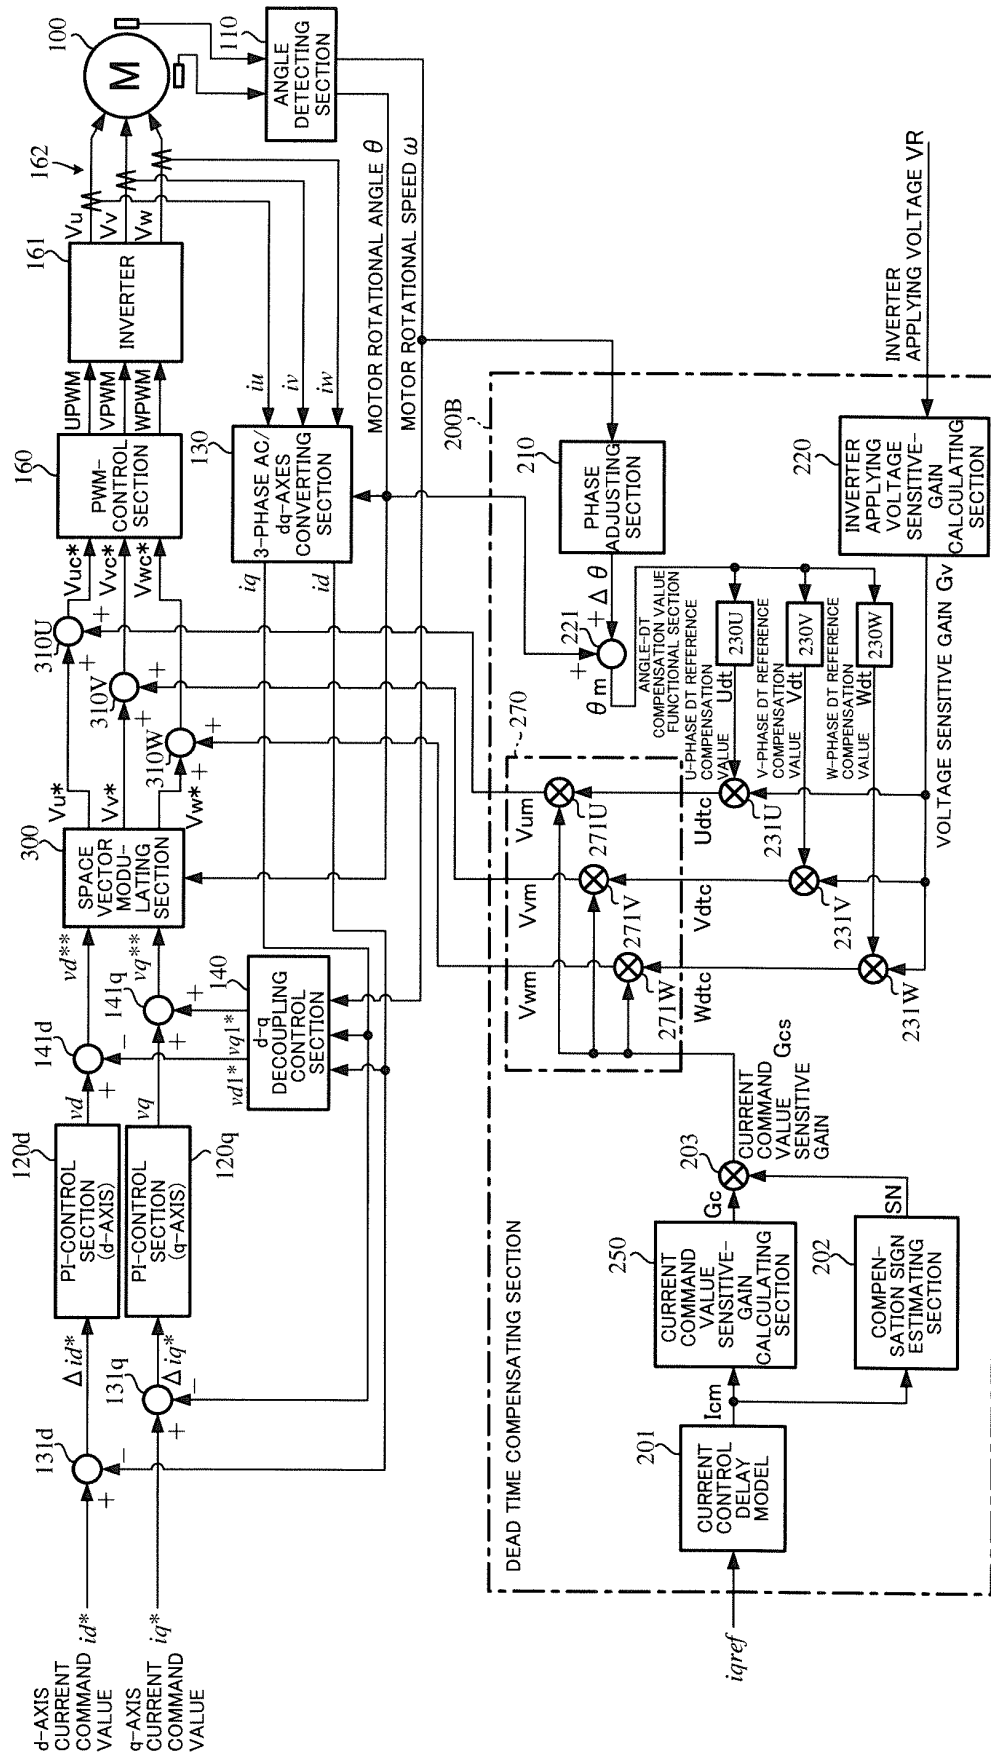 d-AXIS
CURRENT
COMMAND id*
VALUE
q-AXIS
CURRENT iq*
COMMAND
VALUE
131d
+
−
Δid*
131q
+
−
Δiq*
120d
PI-CONTROL
SECTION
(d-AXIS)
120q
PI-CONTROL
SECTION
(q-AXIS)
vd
vq
141d
+
−
141q
+
+
vd**
vq**
vd1*
vq1*
140
d-q
DECOUPLING
CONTROL
SECTION
300
SPACE
VECTOR
MODU-
LATING
SECTION
Vu*
Vv*
Vw*
310U
+
310V
+
+
310W
+
+
Vuc*
Vvc*
Vwc*
160
PWM-
CONTROL
SECTION
UPWM
VPWM
WPWM
161
INVERTER
Vu
Vv
Vw
162
100
M
110
ANGLE
DETECTING
SECTION
130
3-PHASE AC/
dq-AXES
CONVERTING
SECTION
iu
iv
iw
iq
id
MOTOR ROTATIONAL ANGLE θ
MOTOR ROTATIONAL SPEED ω
200B
DEAD TIME COMPENSATING SECTION
iqref
201
CURRENT
CONTROL
DELAY
MODEL
Icm
250
CURRENT
COMMAND
VALUE
SENSITIVE-
GAIN
CALCULATING
SECTION
Gc
202
COMPEN-
SATION SIGN
ESTIMATING
SECTION
SN
203
CURRENT
COMMAND Gcs
VALUE
SENSITIVE
GAIN
270
Vum
Vvm
Vwm
271U
271V
271W
Udtc
Vdtc
Wdtc
231U
231V
231W
210
PHASE
ADJUSTING
SECTION
Δθ
221
+
+
θm
ANGLE-DT
COMPENSATION VALUE
FUNCTIONAL SECTION
U-PHASE DT REFERENCE
COMPENSATION
VALUE Udt
230U
V-PHASE DT REFERENCE
COMPENSATION
VALUE Vdt
230V
W-PHASE DT REFERENCE
COMPENSATION
VALUE Wdt
230W
220
INVERTER
APPLYING
VOLTAGE
SENSITIVE-
GAIN
CALCULATING
SECTION
VOLTAGE SENSITIVE GAIN Gv
INVERTER
APPLYING VOLTAGE VR